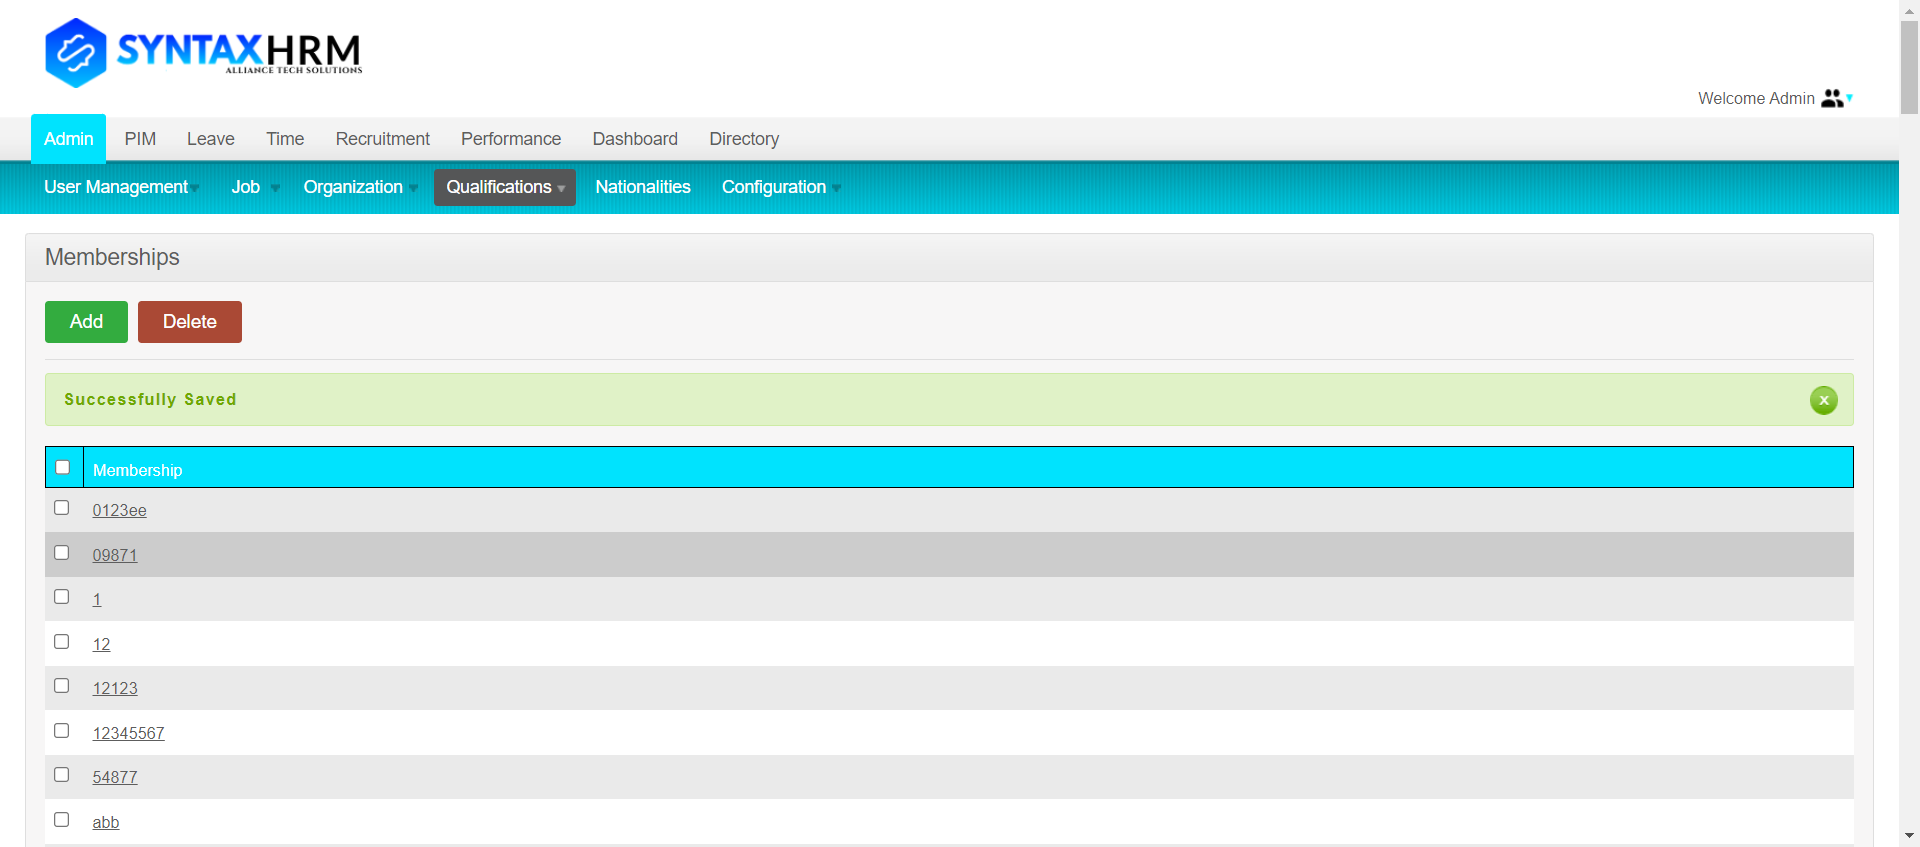 SYNTAXHRM
ALLIANCE TECH SOLUTIONS
Welcome Admin
Admin PIM Leave Time Recruitment Performance Dashboard Directory
User Management Job Organization Qualifications Nationalities Configuration
Memberships
Add Delete
Successfully Saved
x
Membership
0123ee
09871
1
12
12123
12345567
54877
abb